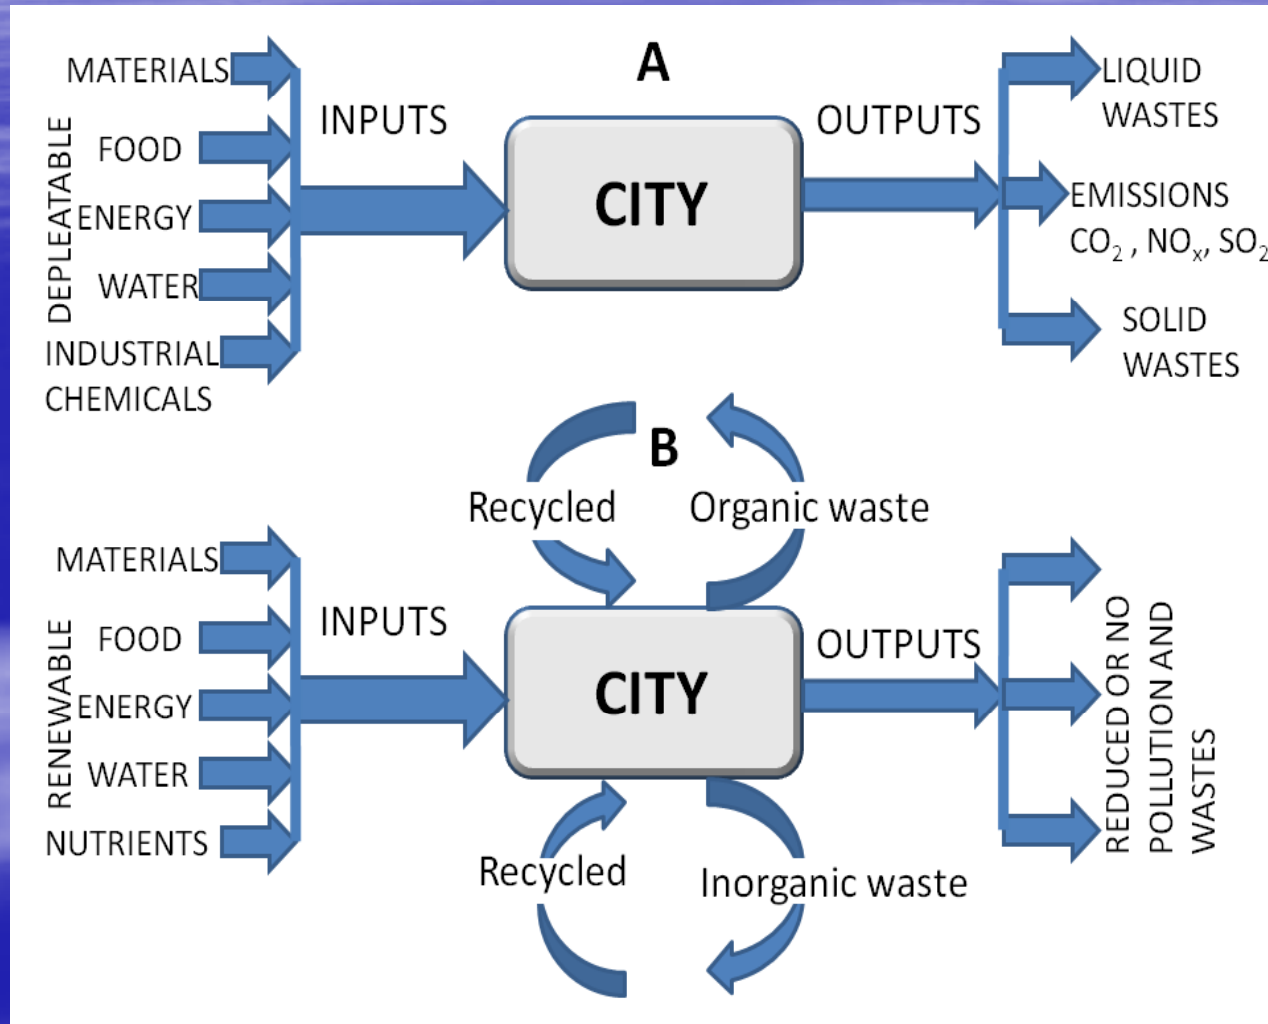 A
MATERIALS
FOOD
ENERGY
WATER
INDUSTRIAL
CHEMICALS
DEPLEATABLE
INPUTS
CITY
OUTPUTS
LIQUID
WASTES
EMISSIONS
CO₂ , NOₓ, SO₂
SOLID
WASTES
B
Recycled
Organic waste
MATERIALS
FOOD
ENERGY
WATER
NUTRIENTS
RENEWABLE
INPUTS
CITY
OUTPUTS
REDUCED OR NO
POLLUTION AND
WASTES
Recycled
Inorganic waste